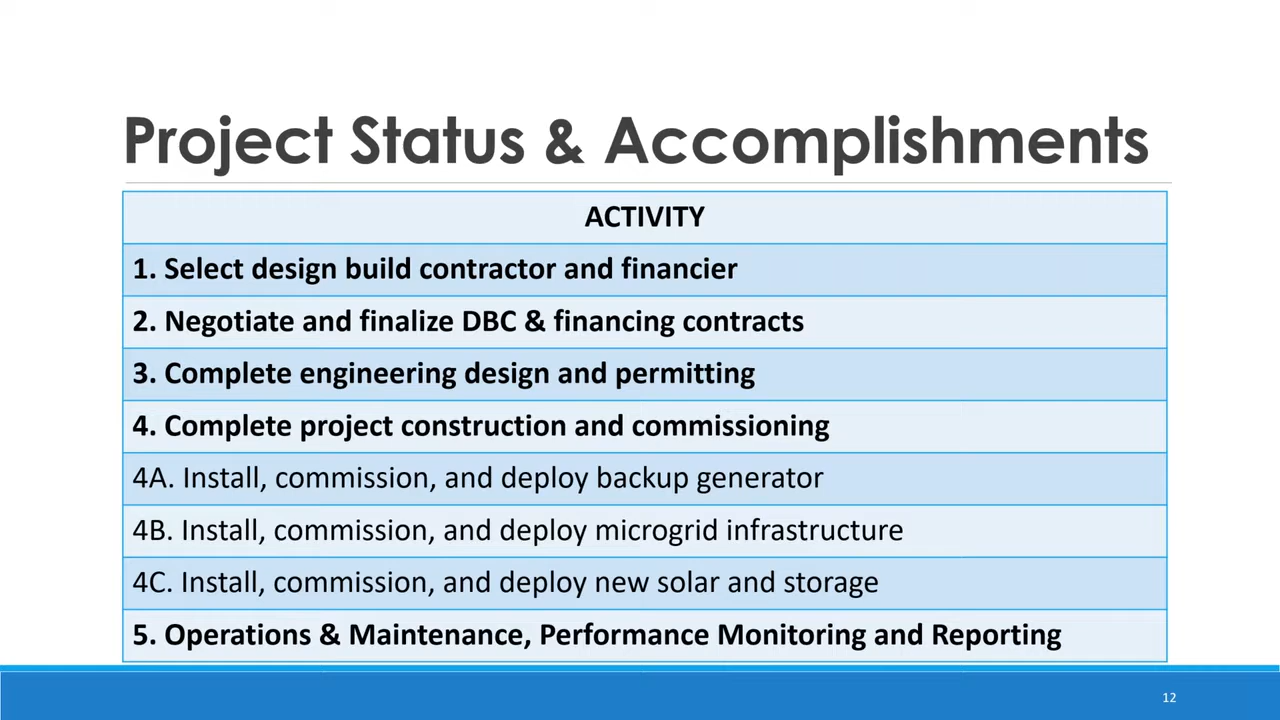 Project Status & Accomplishments
ACTIVITY
1. Select design build contractor and financier
2. Negotiate and finalize DBC & financing contracts
3. Complete engineering design and permitting
4. Complete project construction and commissioning
4A. Install, commission, and deploy backup generator
4B. Install, commission, and deploy microgrid infrastructure
4C. Install, commission, and deploy new solar and storage
5. Operations & Maintenance, Performance Monitoring and Reporting
12